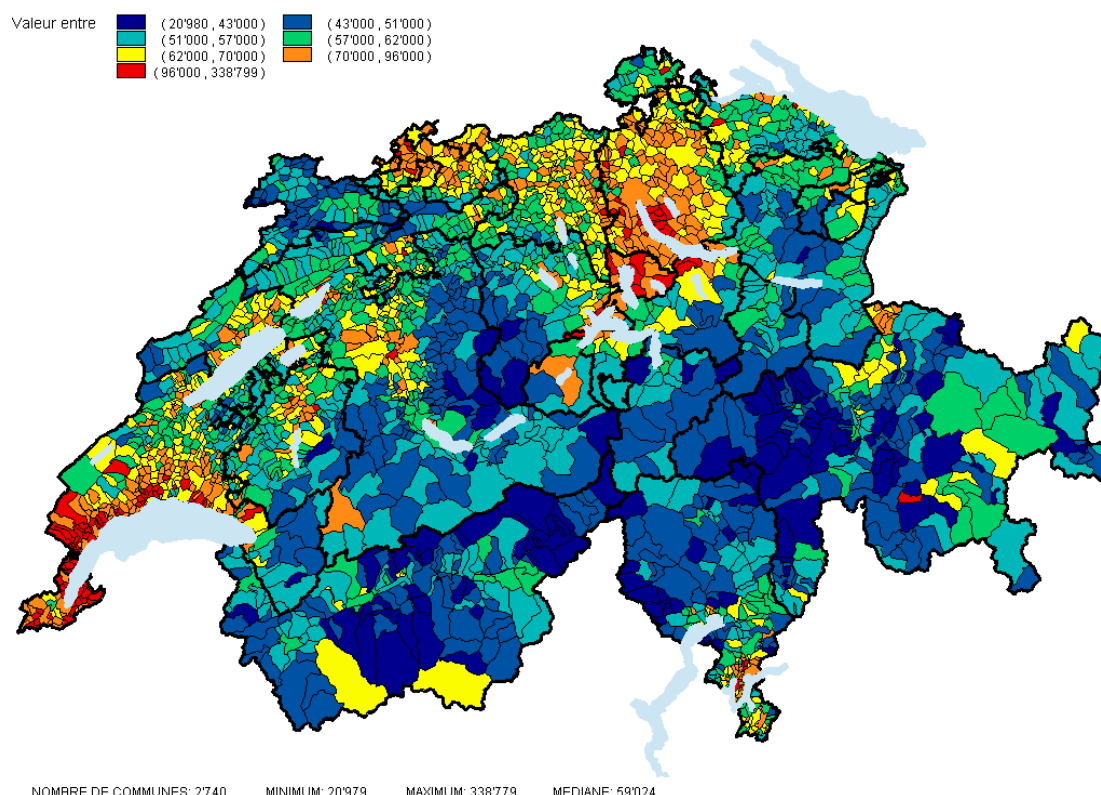 Valeur entre ( 20'980 , 43'000 ) ( 43'000 , 51'000 )
( 51'000 , 57'000 ) ( 57'000 , 62'000 )
( 62'000 , 70'000 ) ( 70'000 , 96'000 )
( 96'000 , 338'799 )
NOMBRE DE COMMUNES: 2'740 MINIMUM: 20'979 MAXIMUM: 338'779 MEDIANE: 59'024